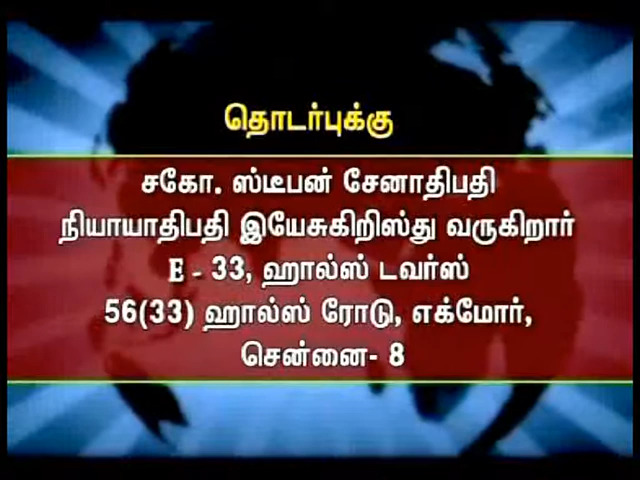 தொடர்புக்கு
சகோ. ஸ்டீபன் சேனாதிபதி
நியாயாதிபதி இயேசுகிறிஸ்து வருகிறார்
E - 33, ஹால்ஸ் டவர்ஸ்
56(33) ஹால்ஸ் ரோடு, எக்மோர்,
சென்னை- 8